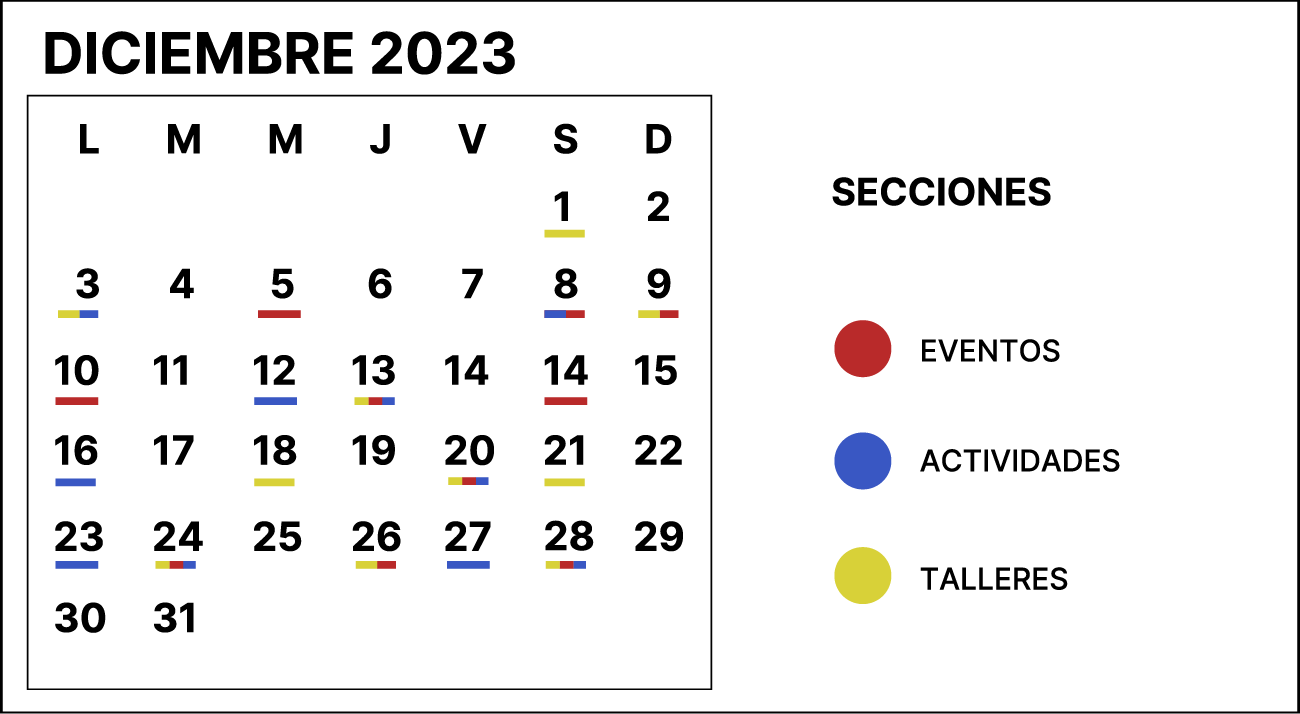 DICIEMBRE 2023
L M M J V S D
1 2
3 4 5 6 7 8 9
10 11 12 13 14 14 15
16 17 18 19 20 21 22
23 24 25 26 27 28 29
30 31
SECCIONES
EVENTOS
ACTIVIDADES
TALLERES